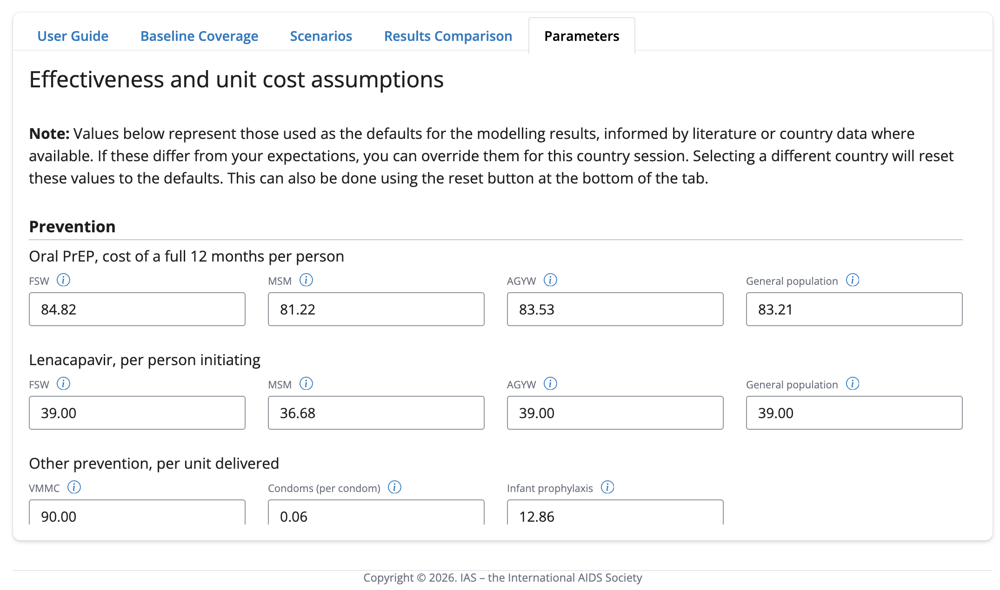 User Guide
Baseline Coverage
Scenarios
Results Comparison
Parameters
Effectiveness and unit cost assumptions
Note: Values below represent those used as the defaults for the modelling results, informed by literature or country data where
available. If these differ from your expectations, you can override them for this country session. Selecting a different country will reset
these values to the defaults. This can also be done using the reset button at the bottom of the tab.
Prevention
Oral PrEP, cost of a full 12 months per person
FSW i MSM i AGYW i General population i
84.82 81.22 83.53 83.21
Lenacapavir, per person initiating
FSW i MSM i AGYW i General population i
39.00 36.68 39.00 39.00
Other prevention, per unit delivered
VMMC i Condoms (per condom) i Infant prophylaxis i
90.00 0.06 12.86
Copyright © 2026. IAS – the International AIDS Society